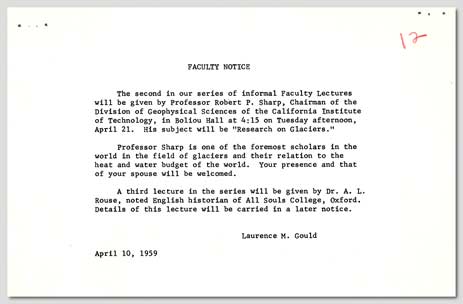 12
FACULTY NOTICE
The second in our series of informal Faculty Lectures
will be given by Professor Robert P. Sharp, Chairman of the
Division of Geophysical Sciences of the California Institute
of Technology, in Boliou Hall at 4:15 on Tuesday afternoon,
April 21. His subject will be "Research on Glaciers."
Professor Sharp is one of the foremost scholars in the
world in the field of glaciers and their relation to the
heat and water budget of the world. Your presence and that
of your spouse will be welcomed.
A third lecture in the series will be given by Dr. A. L.
Rouse, noted English historian of All Souls College, Oxford.
Details of this lecture will be carried in a later notice.
Laurence M. Gould
April 10, 1959